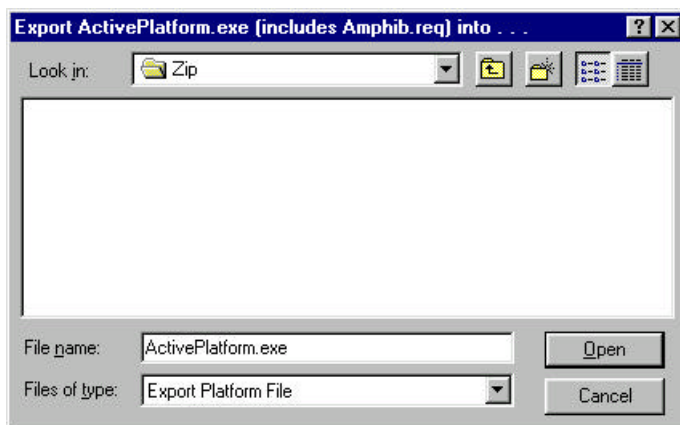 Export ActivePlatform.exe (includes Amphib.req) into . . .
Look in: Zip
File name: ActivePlatform.exe Open
Files of type: Export Platform File Cancel